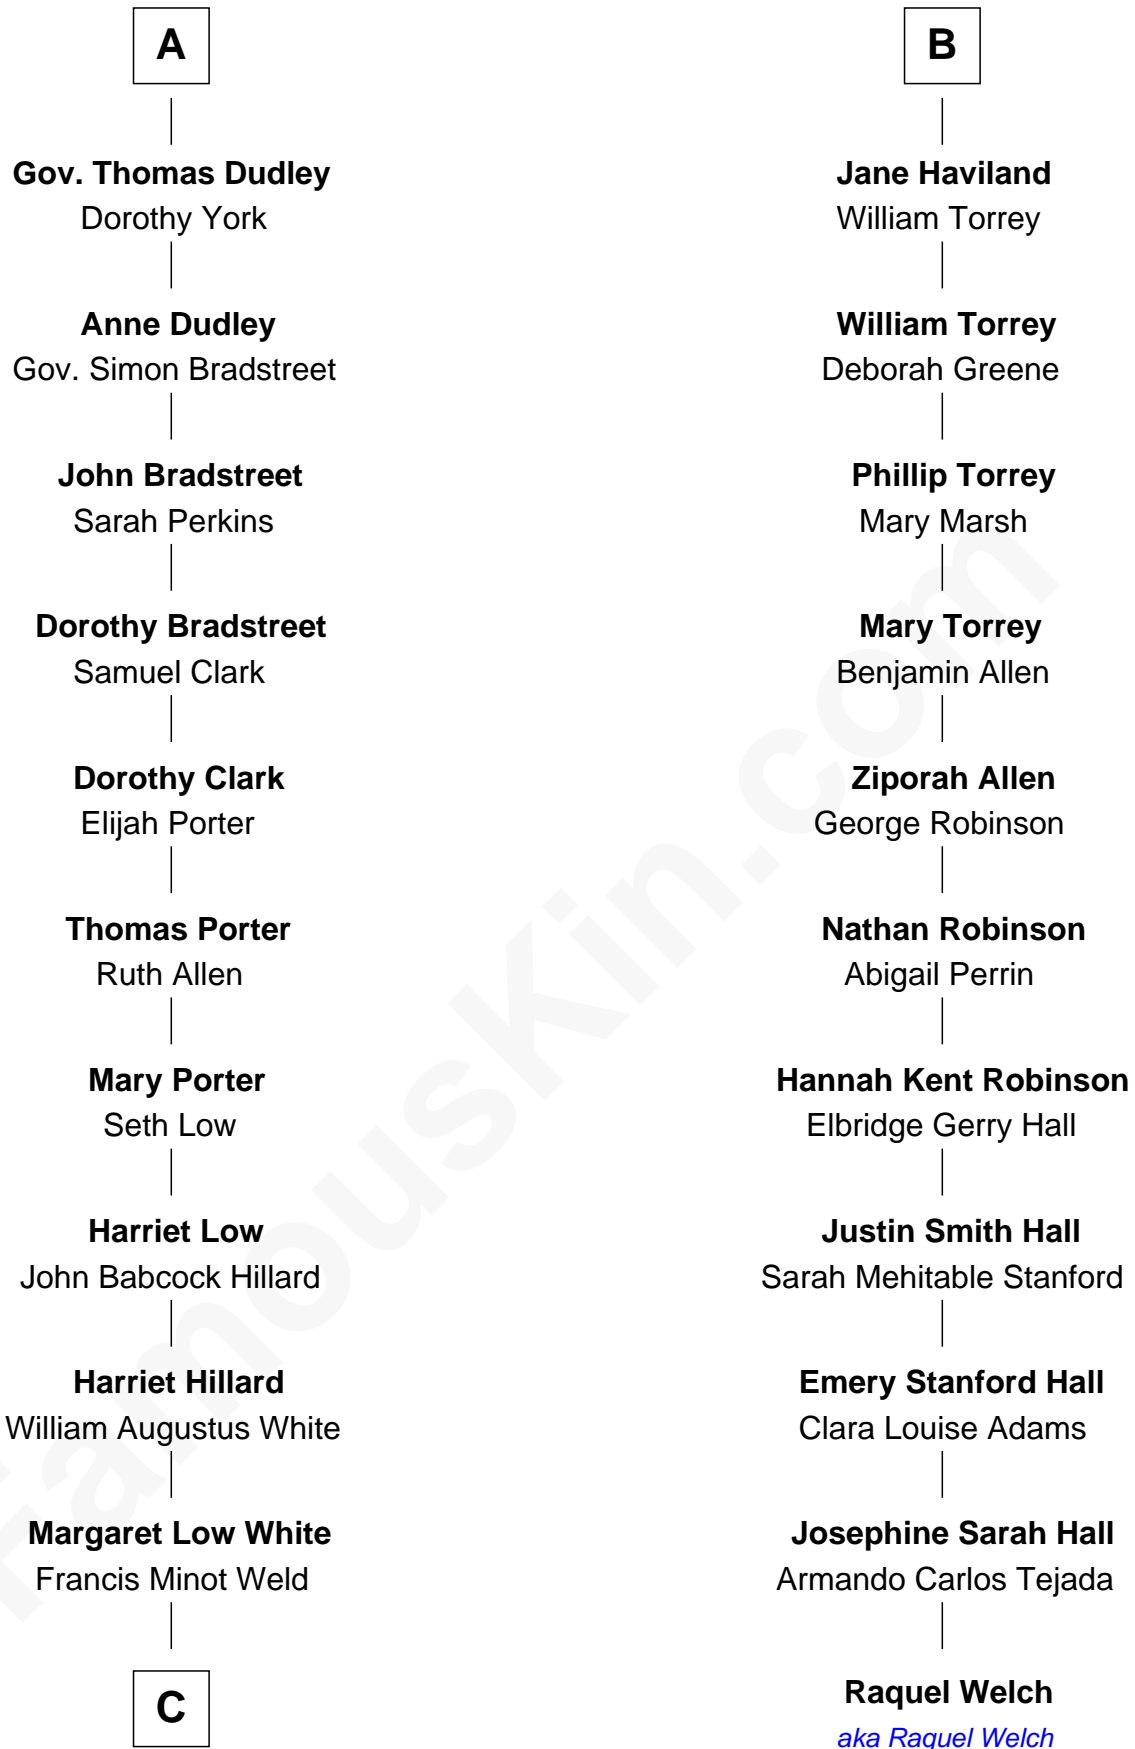 A
Gov. Thomas Dudley
Dorothy York
Anne Dudley
Gov. Simon Bradstreet
John Bradstreet
Sarah Perkins
Dorothy Bradstreet
Samuel Clark
Dorothy Clark
Elijah Porter
Thomas Porter
Ruth Allen
Mary Porter
Seth Low
Harriet Low
John Babcock Hillard
Harriet Hillard
William Augustus White
Margaret Low White
Francis Minot Weld
C
B
Jane Haviland
William Torrey
William Torrey
Deborah Greene
Phillip Torrey
Mary Marsh
Mary Torrey
Benjamin Allen
Ziporah Allen
George Robinson
Nathan Robinson
Abigail Perrin
Hannah Kent Robinson
Elbridge Gerry Hall
Justin Smith Hall
Sarah Mehitable Stanford
Emery Stanford Hall
Clara Louise Adams
Josephine Sarah Hall
Armando Carlos Tejada
Raquel Welch
aka Raquel Welch
FamousKin.com